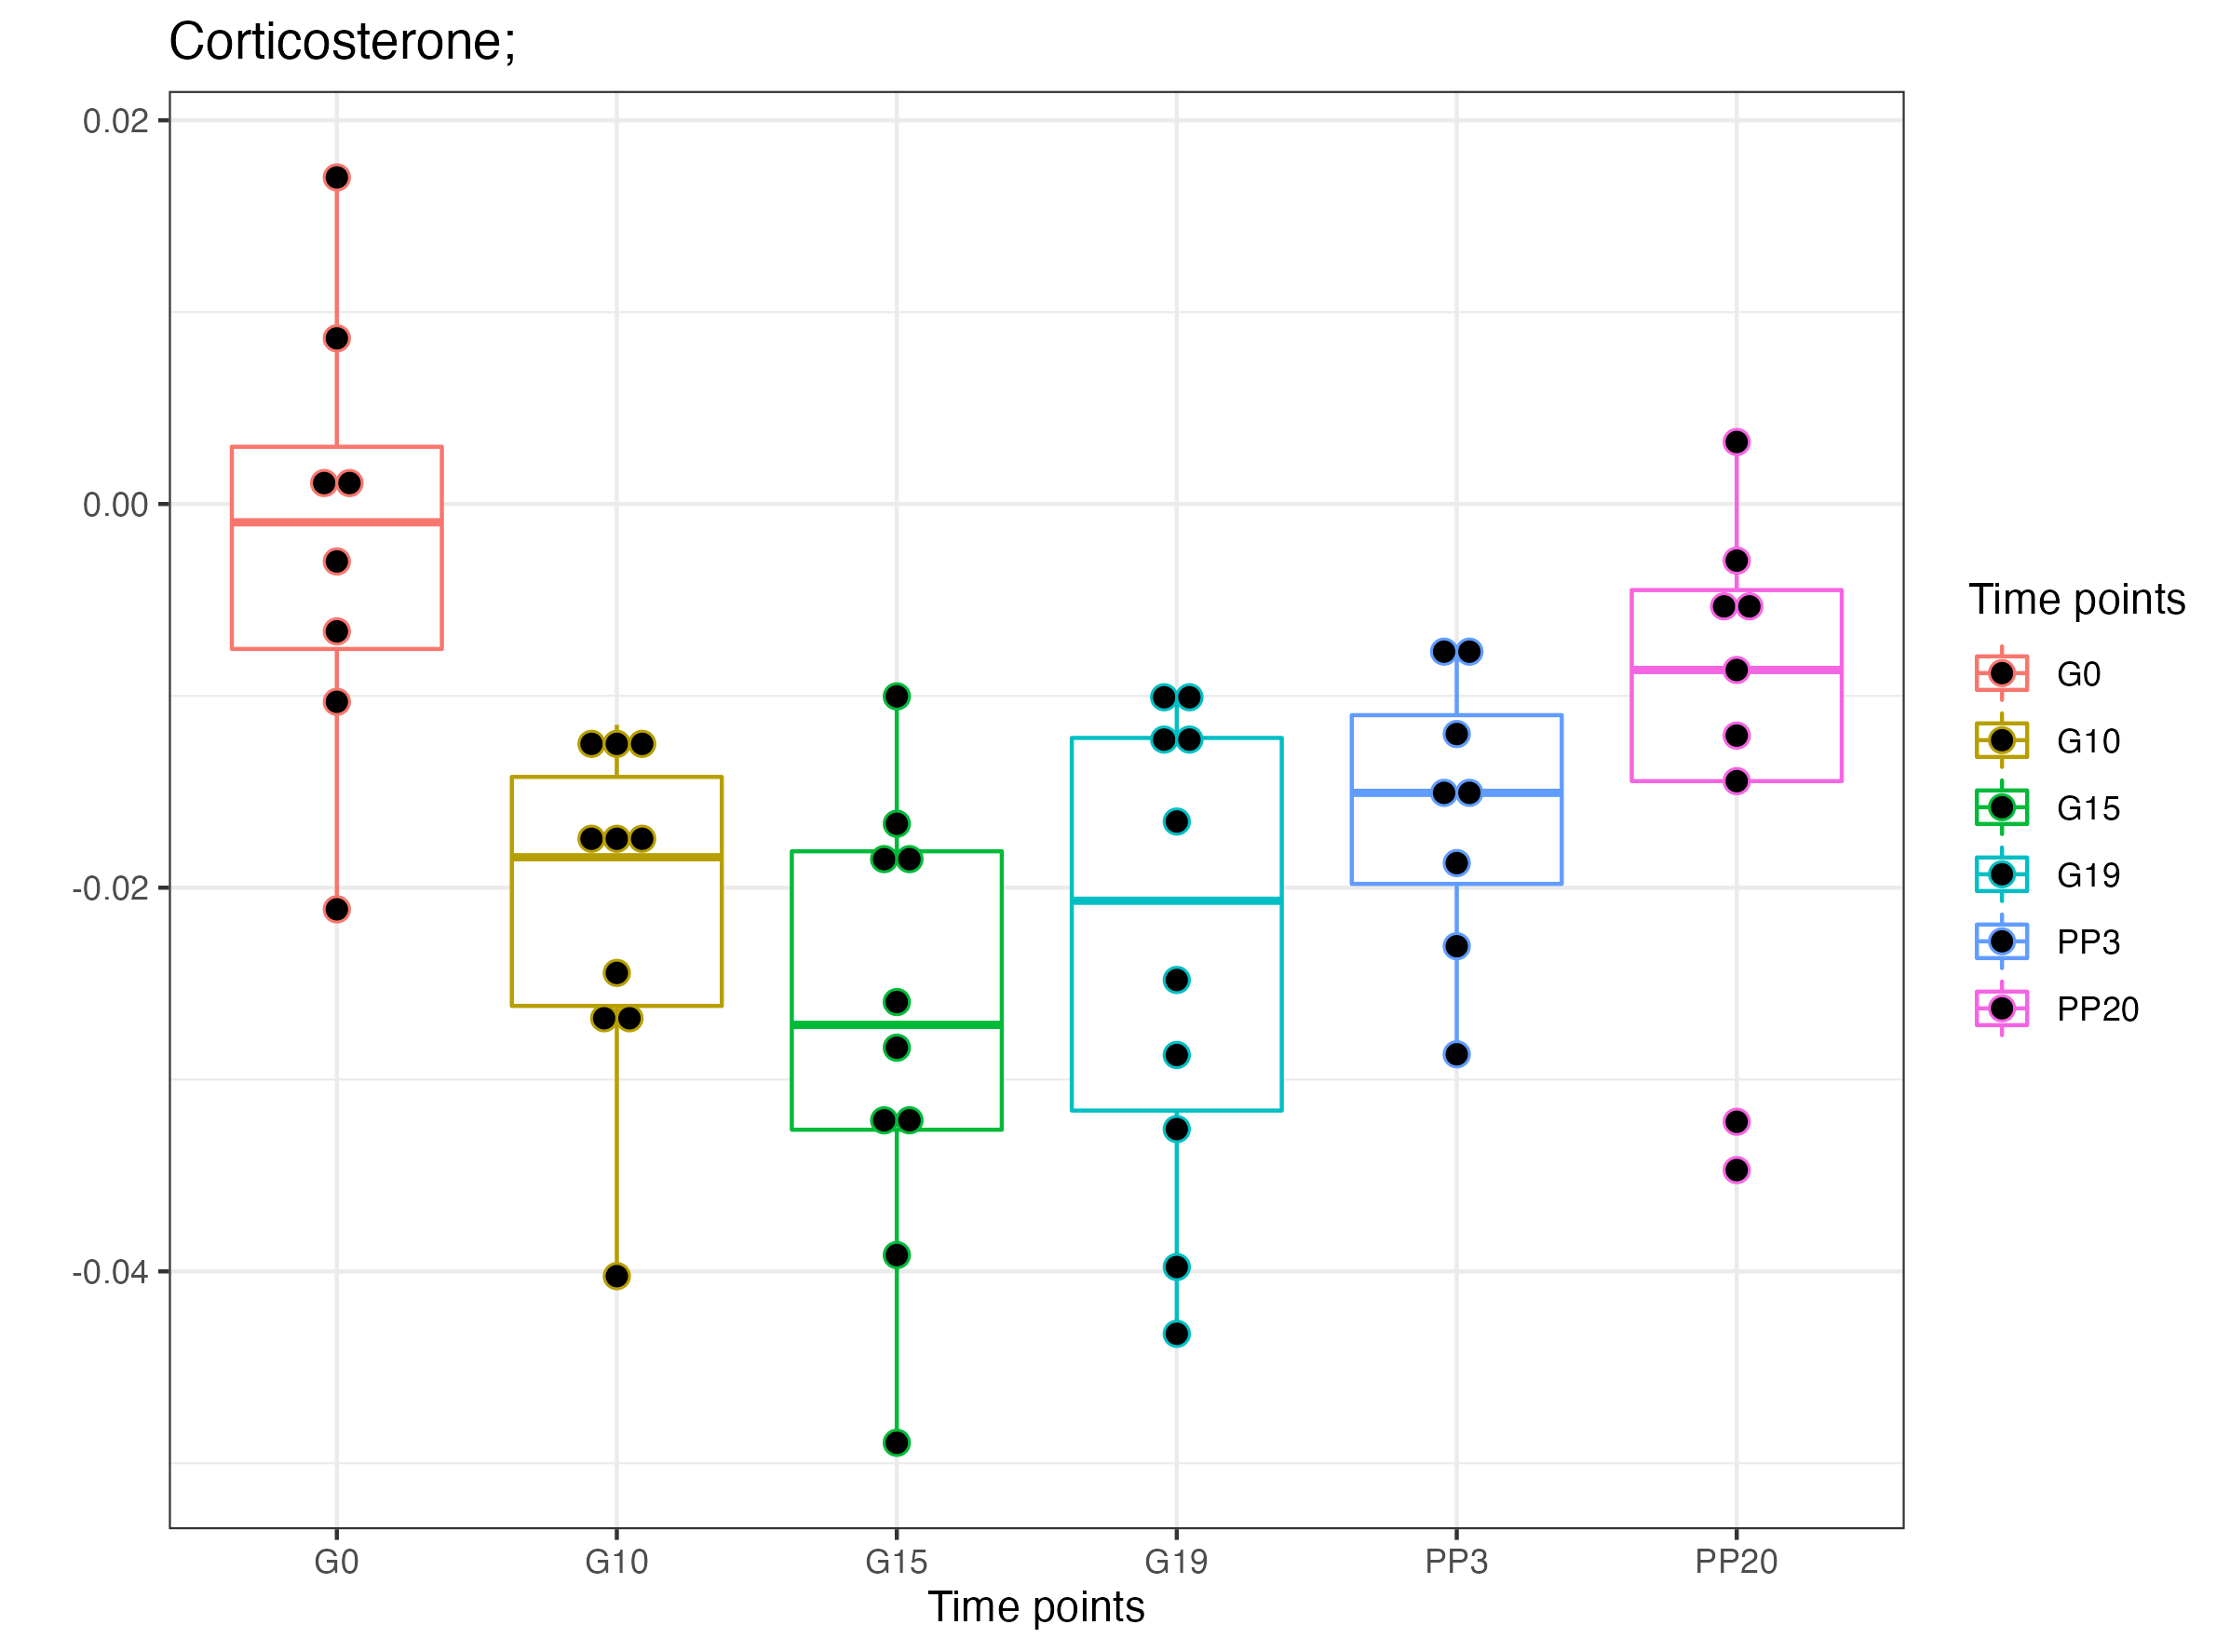 Corticosterone;
0.02
0.00
-0.02
-0.04
G0 G10 G15 G19 PP3 PP20
Time points
Time points
G0
G10
G15
G19
PP3
PP20